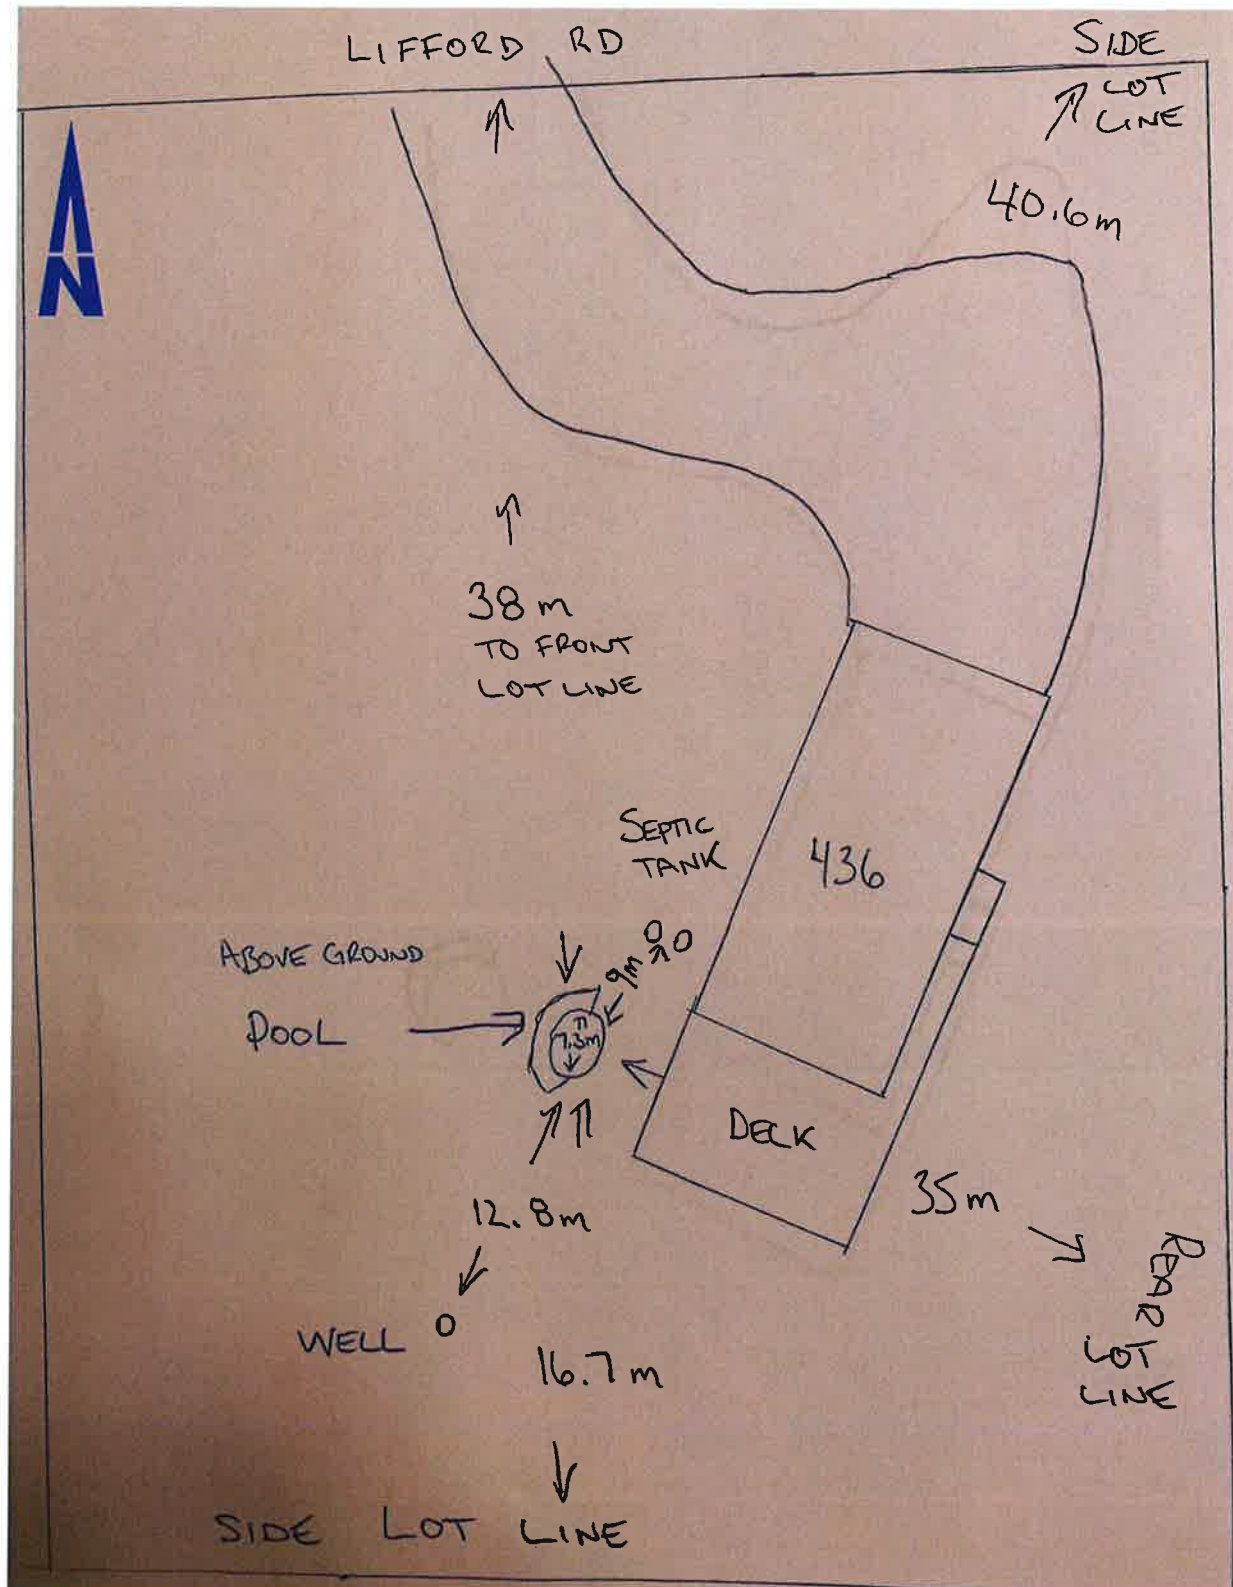 LIFFORD RD
SIDE
LOT
LINE
N
40.6m
38m
TO FRONT
LOT LINE
SEPTIC
TANK
436
ABOVE GROUND
POOL
9m
7.3m
DECK
12.8m
35m
REAR
LOT
LINE
WELL
16.7m
SIDE LOT LINE